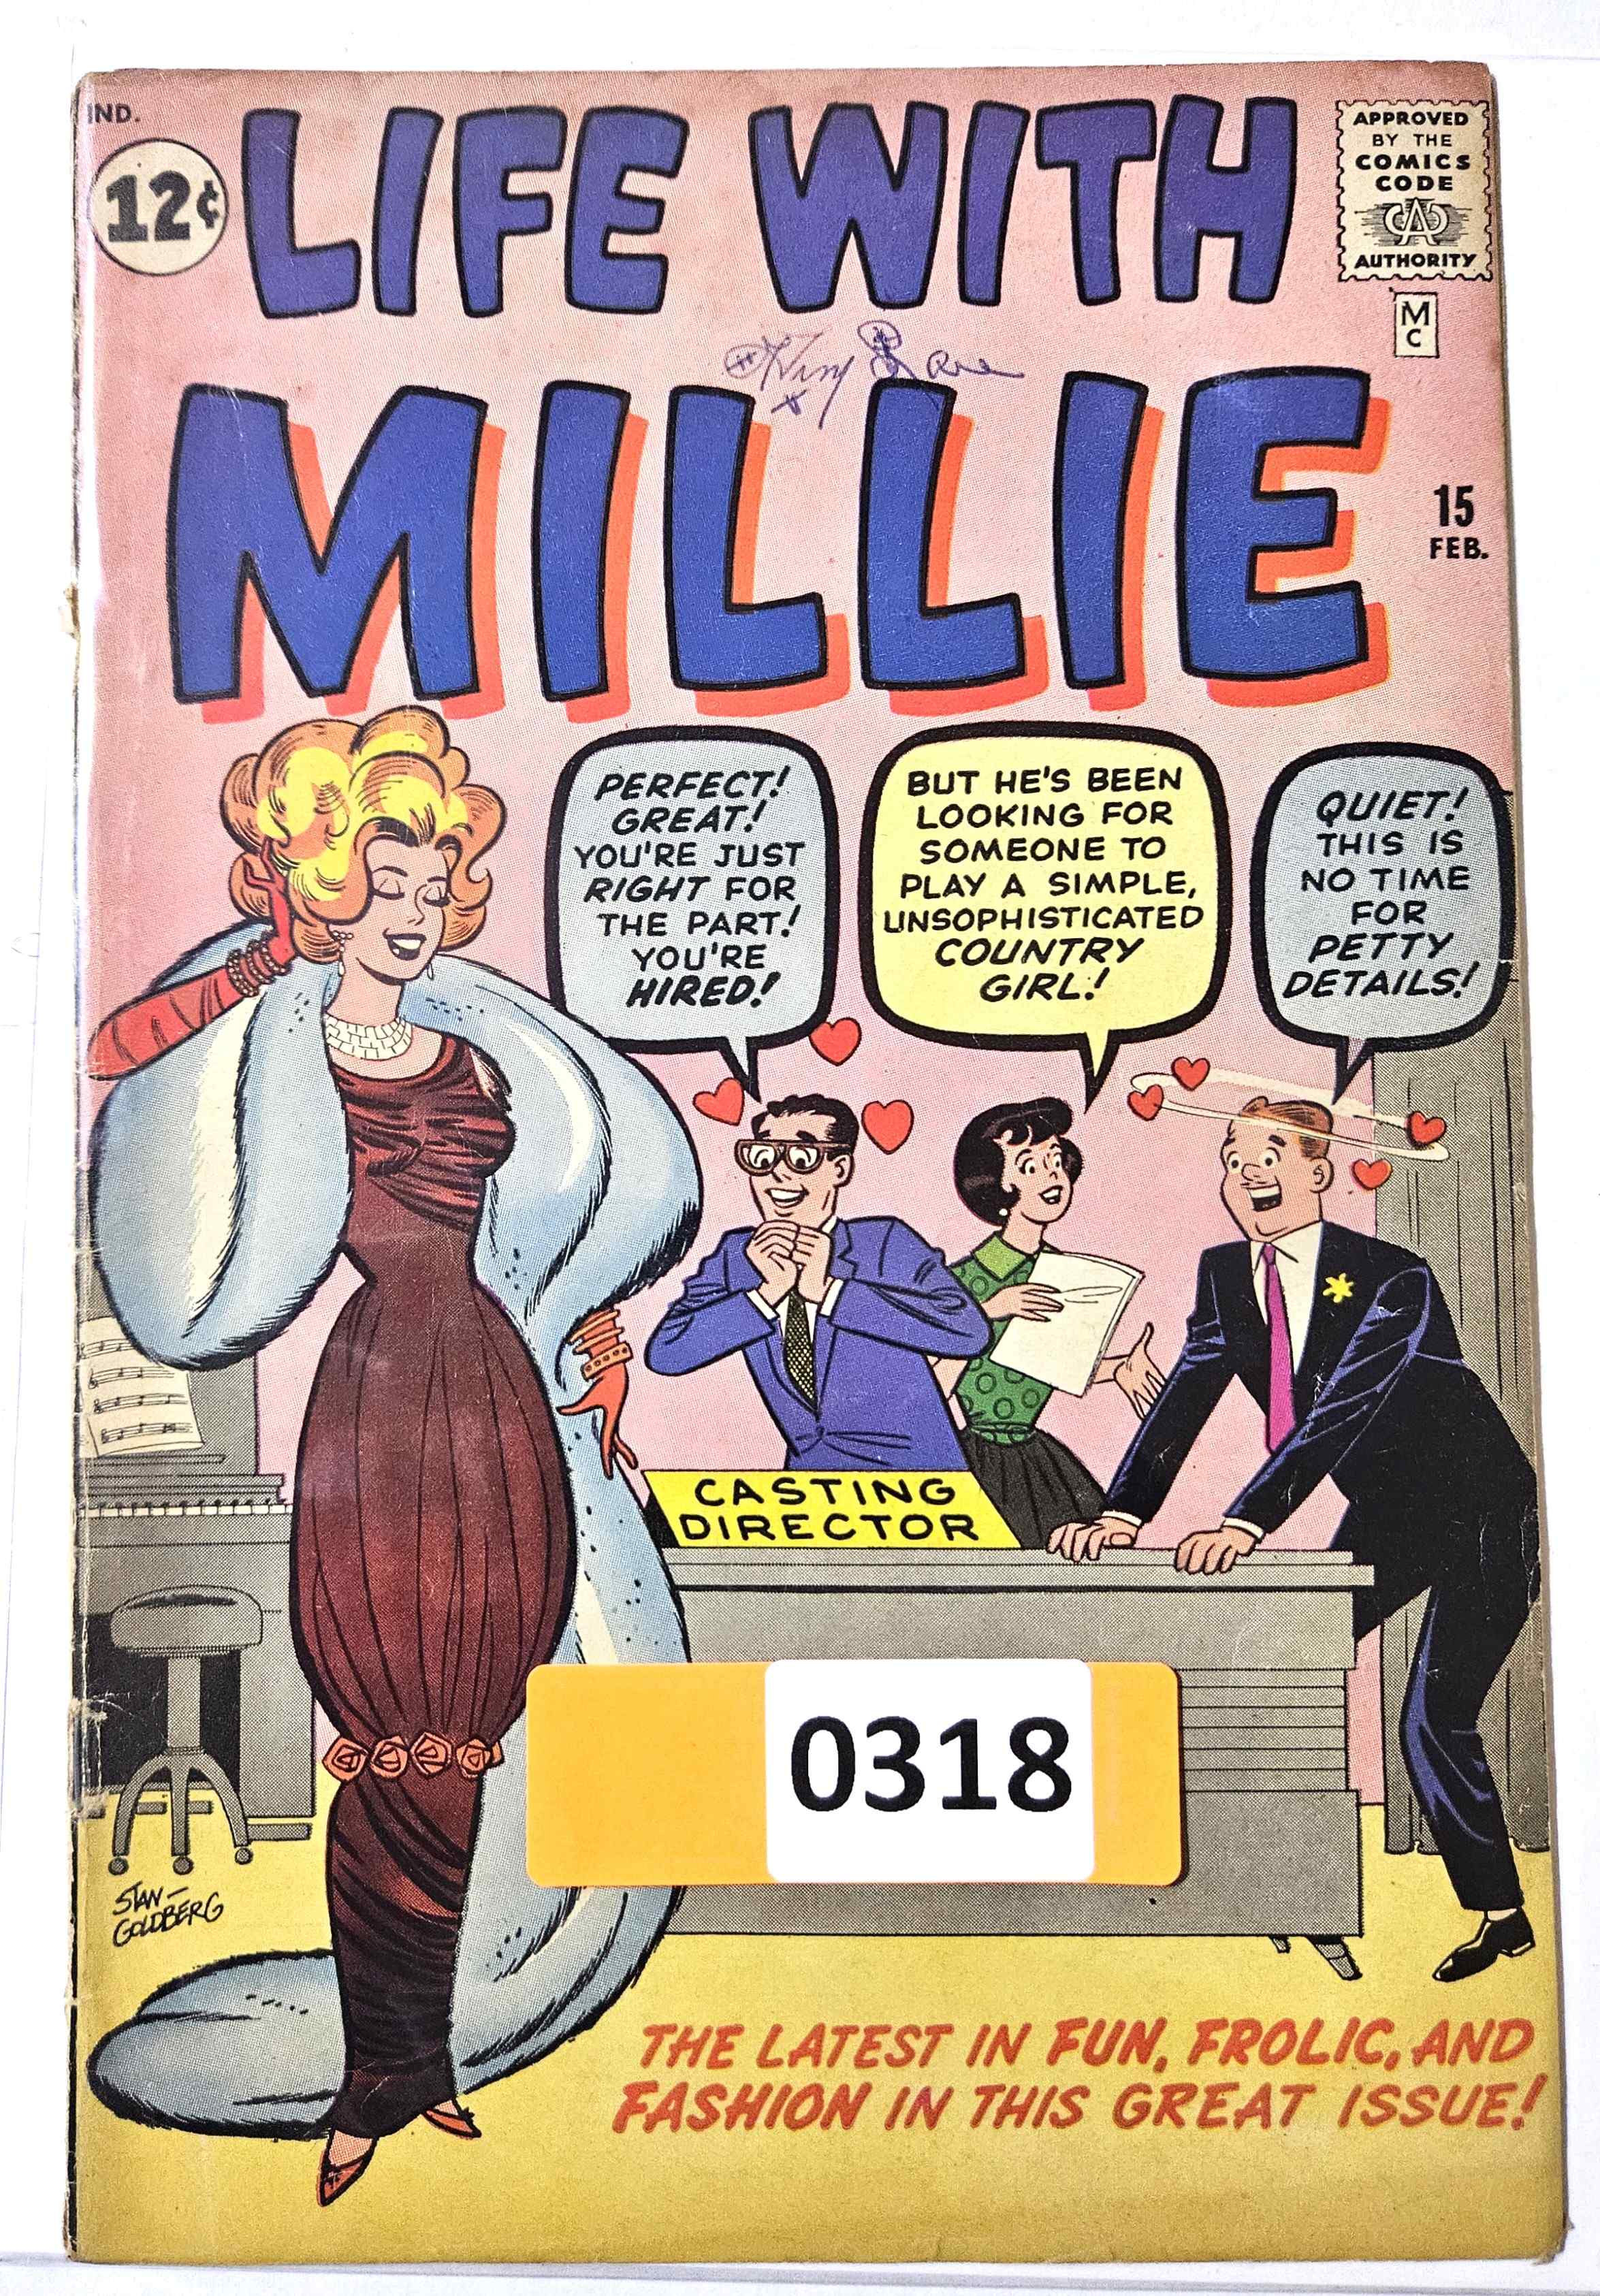 IND.
12¢
LIFE WITH
MILLIE
APPROVED
BY THE
COMICS
CODE
CA
AUTHORITY
M
C
15
FEB.
PERFECT!
GREAT!
YOU'RE JUST
RIGHT FOR
THE PART!
YOU'RE
HIRED!
BUT HE'S BEEN
LOOKING FOR
SOMEONE TO
PLAY A SIMPLE,
UNSOPHISTICATED
COUNTRY
GIRL!
QUIET!
THIS IS
NO TIME
FOR
PETTY
DETAILS!
CASTING
DIRECTOR
0318
STAN-
GOLDBERG
THE LATEST IN FUN, FROLIC, AND
FASHION IN THIS GREAT ISSUE!